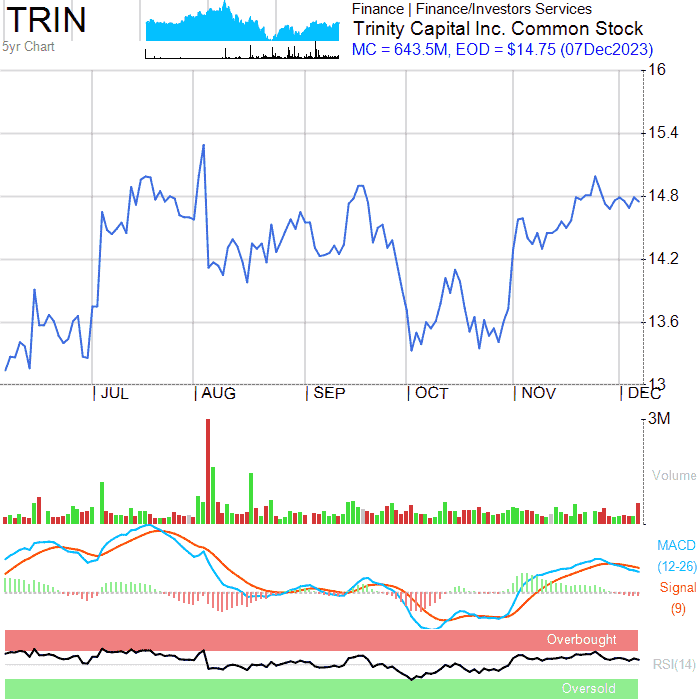 TRIN
5yr Chart
Finance | Finance/Investors Services
Trinity Capital Inc. Common Stock
MC = 643.5M, EOD = $14.75 (07Dec2023)
16
15.4
14.8
14.2
13.6
13
JUL
AUG
SEP
OCT
NOV
DEC
3M
Volume
MACD
(12-26)
Signal
(9)
Overbought
RSI(14)
Oversold